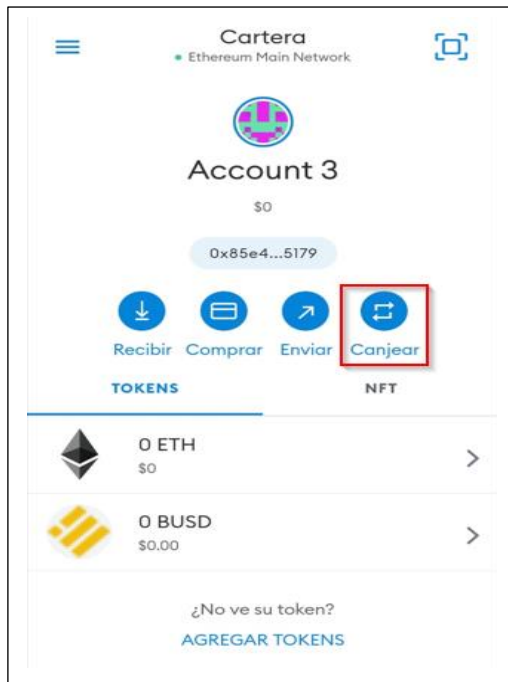 Cartera
Ethereum Main Network
Account 3
$0
0x85e4...5179
Recibir Comprar Enviar Canjear
TOKENS NFT
0 ETH
$0
0 BUSD
$0.00
¿No ve su token?
AGREGAR TOKENS